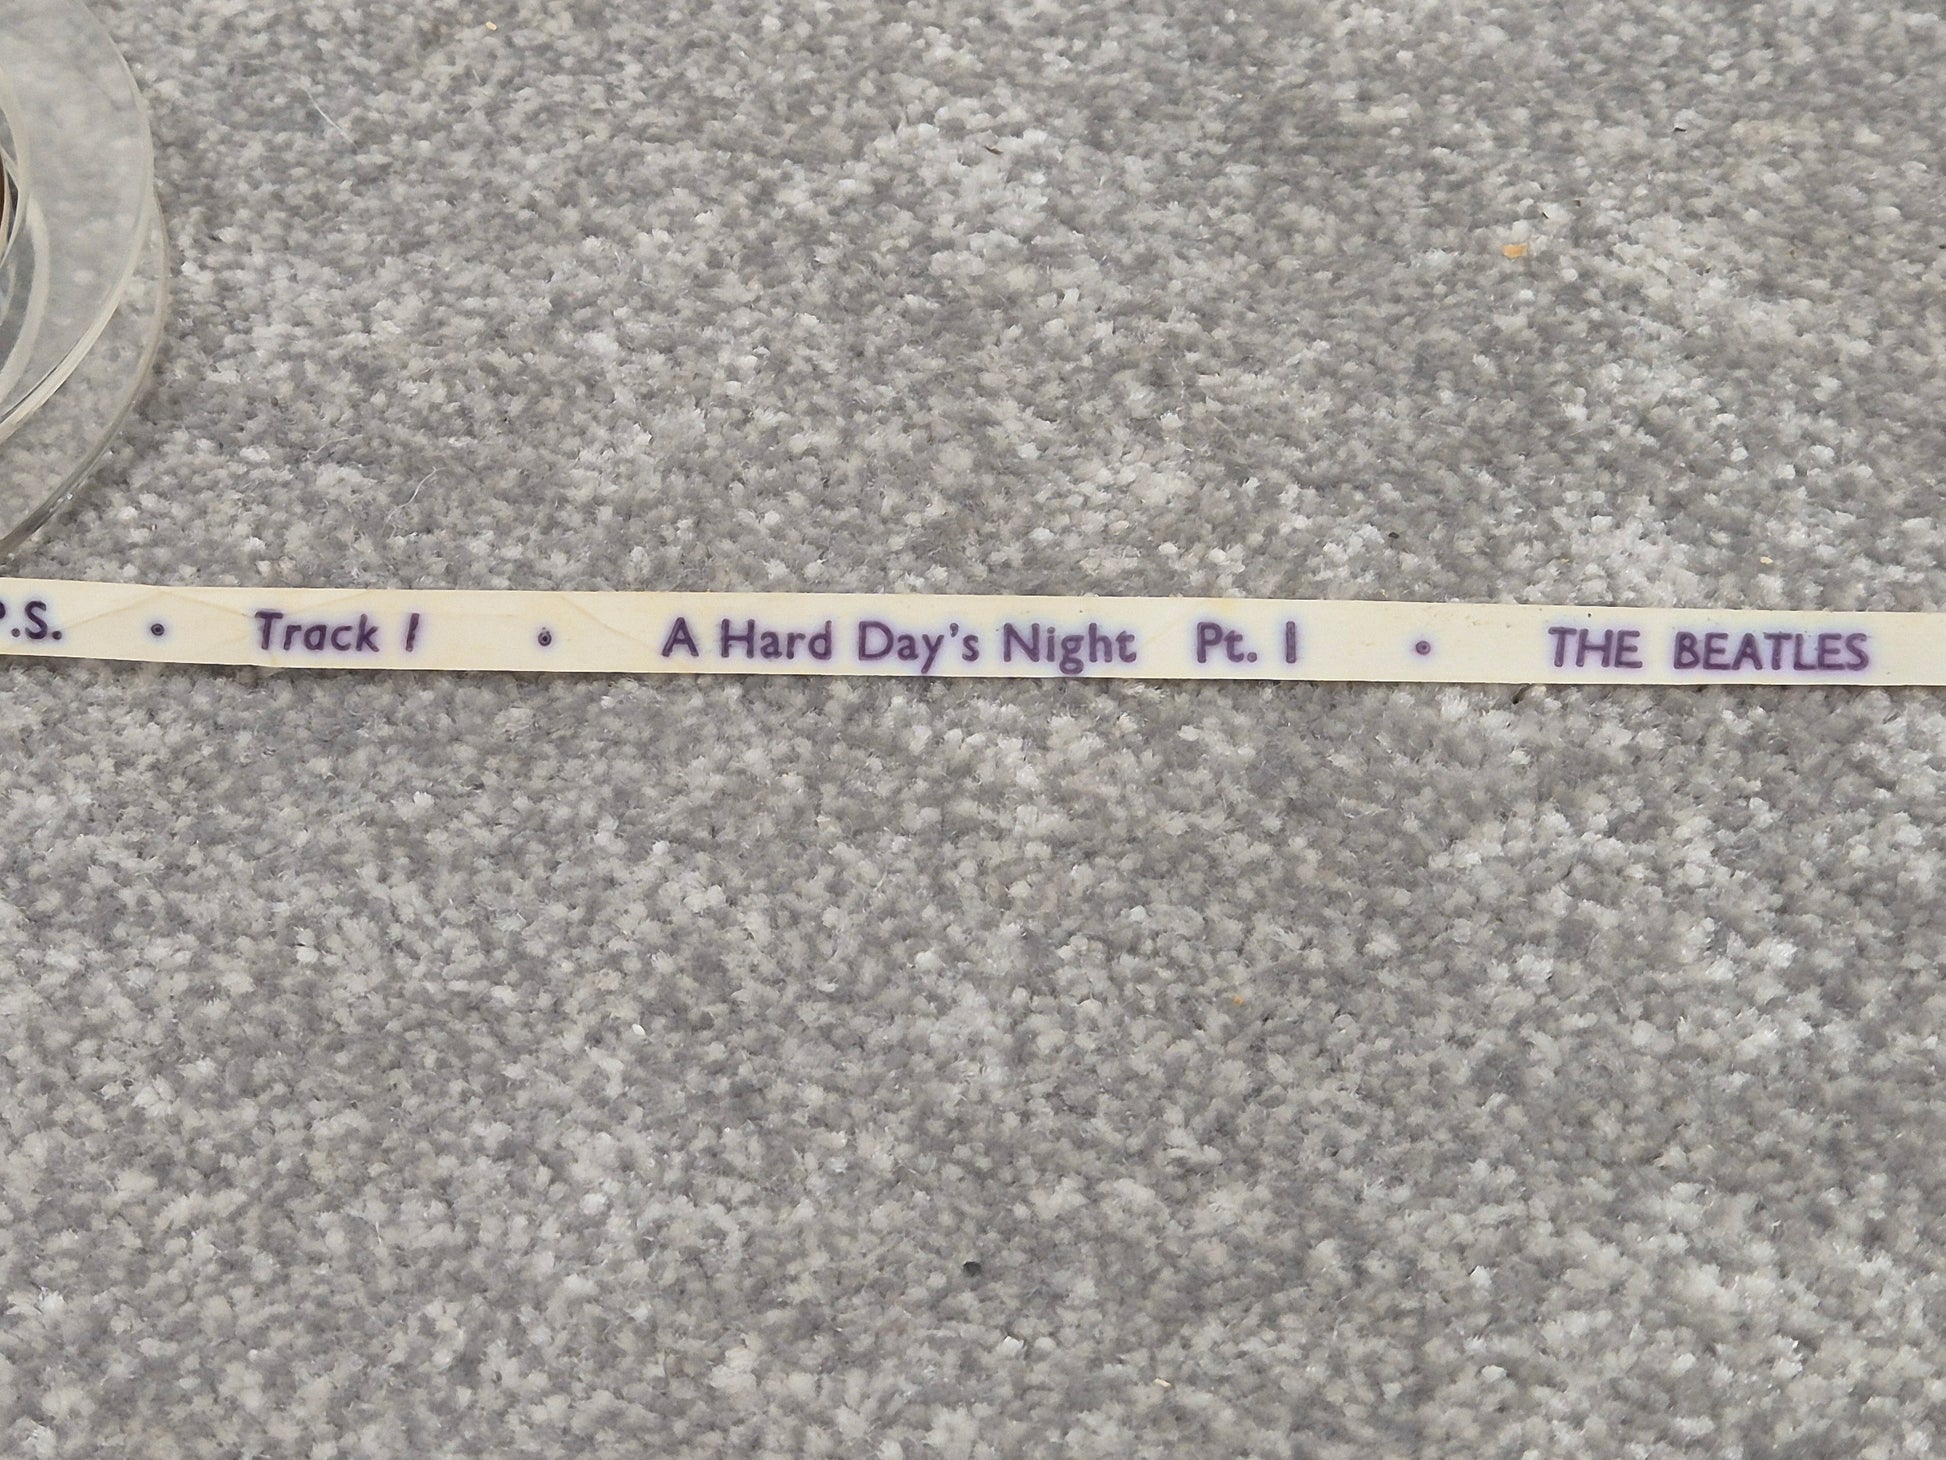 P.S. • Track 1 • A Hard Day's Night Pt. 1 • THE BEATLES